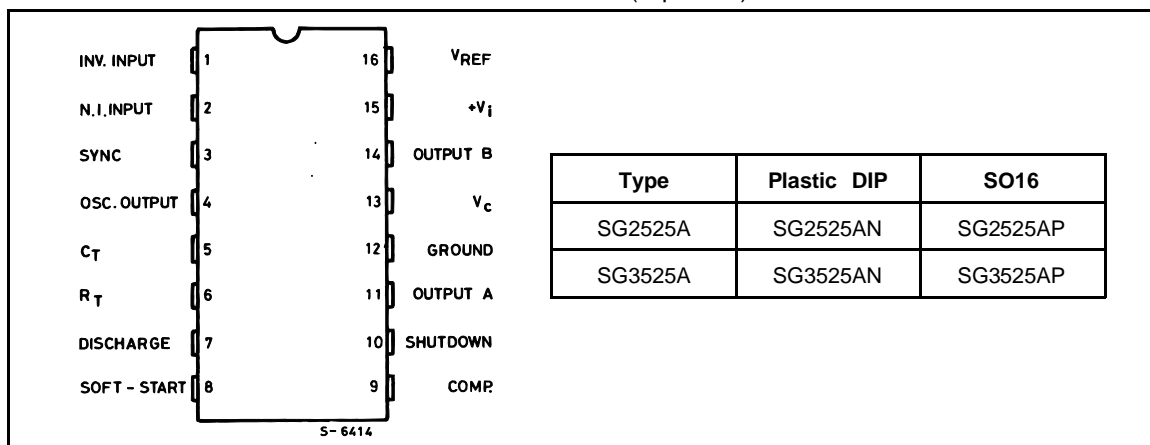 INV. INPUT 1 16 VREF
N.I. INPUT 2 15 +Vi
SYNC 3 14 OUTPUT B
OSC. OUTPUT 4 13 Vc
CT 5 12 GROUND
RT 6 11 OUTPUT A
DISCHARGE 7 10 SHUTDOWN
SOFT - START 8 9 COMP.
S-6414
Type Plastic DIP SO16
SG2525A SG2525AN SG2525AP
SG3525A SG3525AN SG3525AP